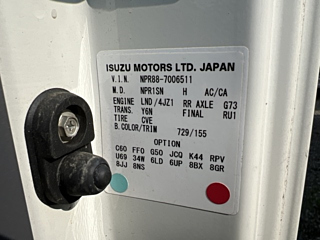 ISUZU MOTORS LTD. JAPAN
V.I.N. NPR88-7006511
M.D. NPR1SN H AC/CA
ENGINE LND/4JZ1 RR AXLE G73
TRANS. Y6N FINAL RU1
TIRE CVE
B.COLOR/TRIM 729/155
OPTION
C60 FF0 G50 JCQ K44 RPV
U69 34W 6LD 6UP 8BX 8GR
8JJ 8NS